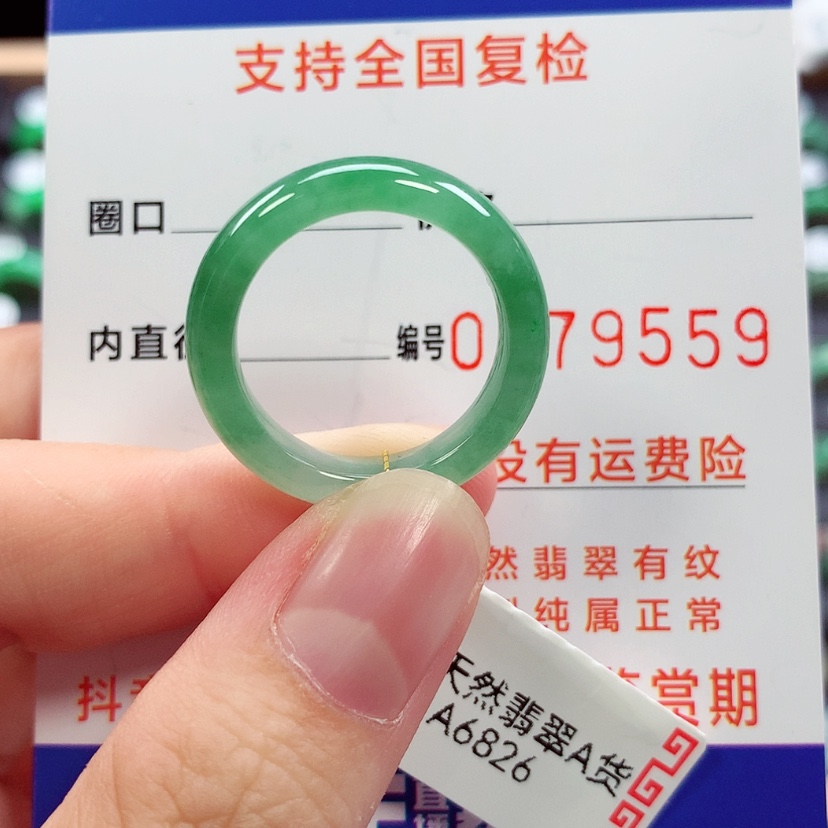 支持全国复检
圈口
内直径
编号0 79559
没有运费险
然翡翠有纹
纯属正常
抖 赏期
天然翡翠A货
A6826